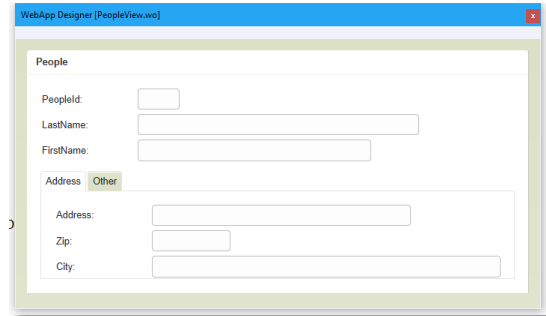 WebApp Designer [PeopleView.wo]
x
People
PeopleId:
LastName:
FirstName:
Address Other
Address:
Zip:
City: